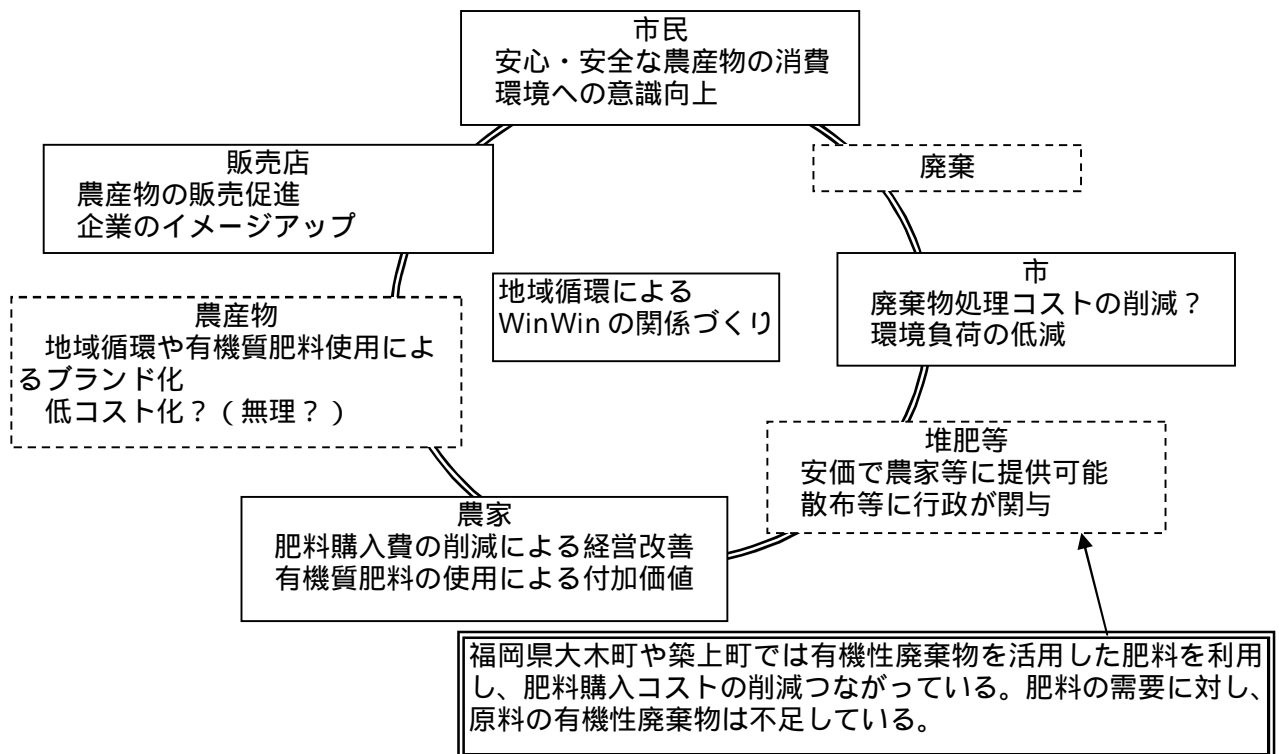 市民
安心・安全な農産物の消費
環境への意識向上
販売店
農産物の販売促進
企業のイメージアップ
廃棄
市
廃棄物処理コストの削減?
環境負荷の低減
地域循環による
WinWin の関係づくり
農産物
地域循環や有機質肥料使用によ
るブランド化
低コスト化?(無理?)
堆肥等
安価で農家等に提供可能
散布等に行政が関与
農家
肥料購入費の削減による経営改善
有機質肥料の使用による付加価値
福岡県大木町や築上町では有機性廃棄物を活用した肥料を利用
し、肥料購入コストの削減つながっている。肥料の需要に対し、
原料の有機性廃棄物は不足している。